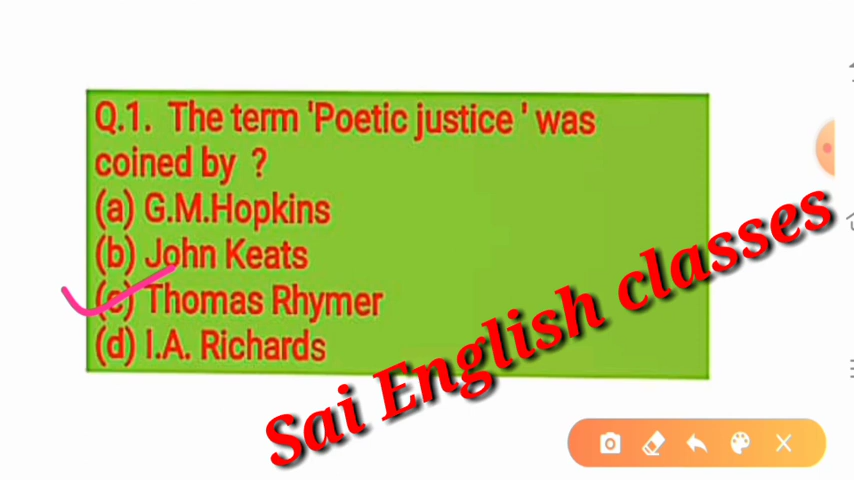 Q.1. The term 'Poetic justice ' was
coined by ?
(a) G.M.Hopkins
(b) John Keats
(c) Thomas Rhymer
(d) I.A. Richards
Sai English classes